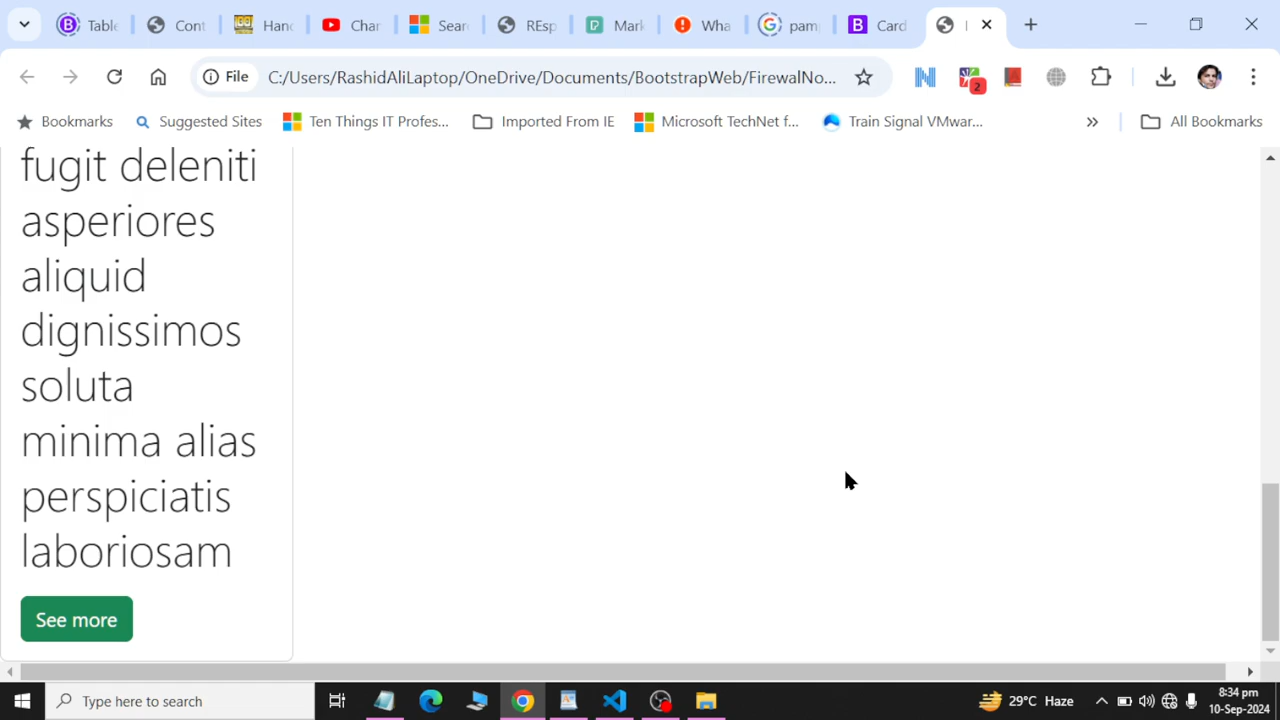 Table
Cont
Hand
Char
Sear
REsp
Mark
Wha
pam
Card
File
C:/Users/RashidAliLaptop/OneDrive/Documents/BootstrapWeb/FirewalNo...
2
Bookmarks
Suggested Sites
Ten Things IT Profes...
Imported From IE
Microsoft TechNet f...
Train Signal VMwar...
All Bookmarks
fugit deleniti
asperiores
aliquid
dignissimos
soluta
minima alias
perspiciatis
laboriosam
See more
Type here to search
29°C Haze
8:34 pm
10-Sep-2024